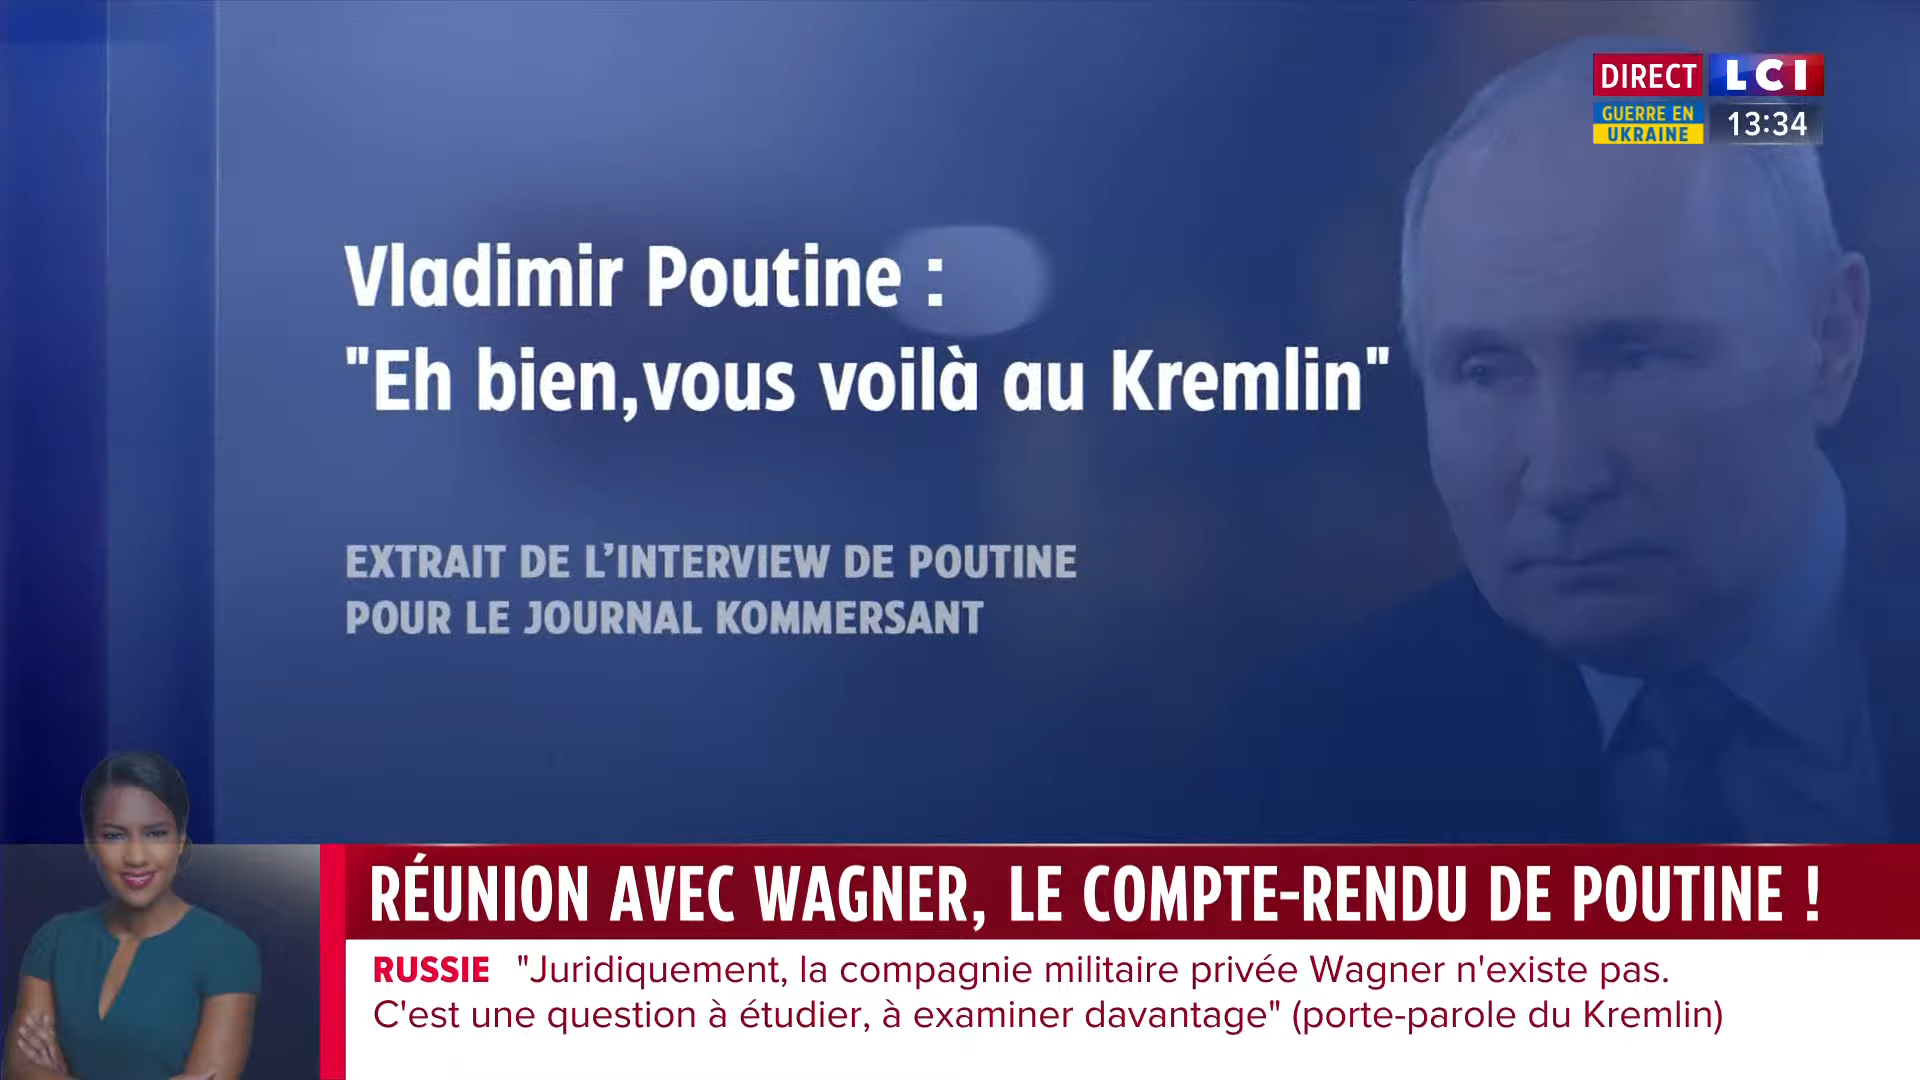 DIRECT LCI
GUERRE EN
UKRAINE
13:34
Vladimir Poutine :
"Eh bien,vous voilà au Kremlin"
EXTRAIT DE L'INTERVIEW DE POUTINE
POUR LE JOURNAL KOMMERSANT
RÉUNION AVEC WAGNER, LE COMPTE-RENDU DE POUTINE !
RUSSIE "Juridiquement, la compagnie militaire privée Wagner n'existe pas.
C'est une question à étudier, à examiner davantage" (porte-parole du Kremlin)